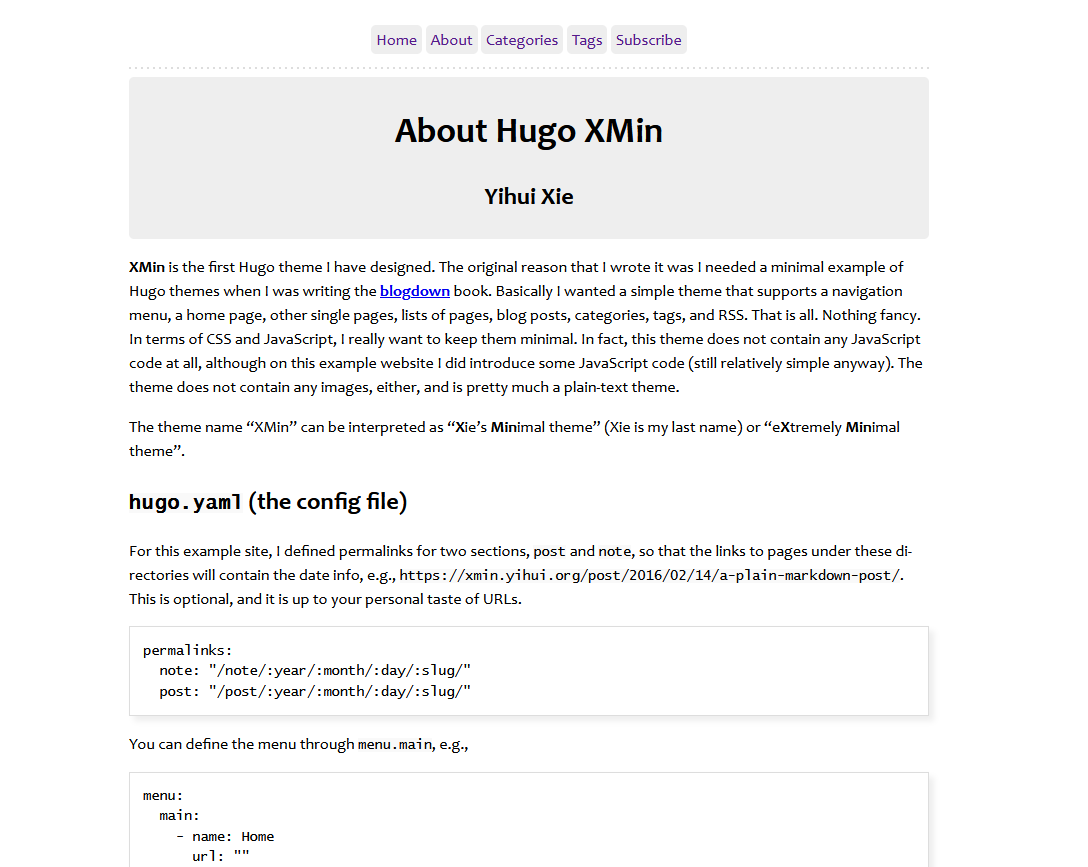 Home About Categories Tags Subscribe
About Hugo XMin
Yihui Xie
XMin is the first Hugo theme I have designed. The original reason that I wrote it was I needed a minimal example of
Hugo themes when I was writing the blogdown book. Basically I wanted a simple theme that supports a navigation
menu, a home page, other single pages, lists of pages, blog posts, categories, tags, and RSS. That is all. Nothing fancy.
In terms of CSS and JavaScript, I really want to keep them minimal. In fact, this theme does not contain any JavaScript
code at all, although on this example website I did introduce some JavaScript code (still relatively simple anyway). The
theme does not contain any images, either, and is pretty much a plain-text theme.
The theme name “XMin” can be interpreted as “Xie’s Minimal theme” (Xie is my last name) or “eXtremely Minimal
theme”.
hugo.yaml (the config file)
For this example site, I defined permalinks for two sections, post and note, so that the links to pages under these di-
rectories will contain the date info, e.g., https://xmin.yihui.org/post/2016/02/14/a-plain-markdown-post/.
This is optional, and it is up to your personal taste of URLs.
permalinks:
  note: "/note/:year/:month/:day/:slug/"
  post: "/post/:year/:month/:day/:slug/"
You can define the menu through menu.main, e.g.,
menu:
  main:
    - name: Home
      url: ""